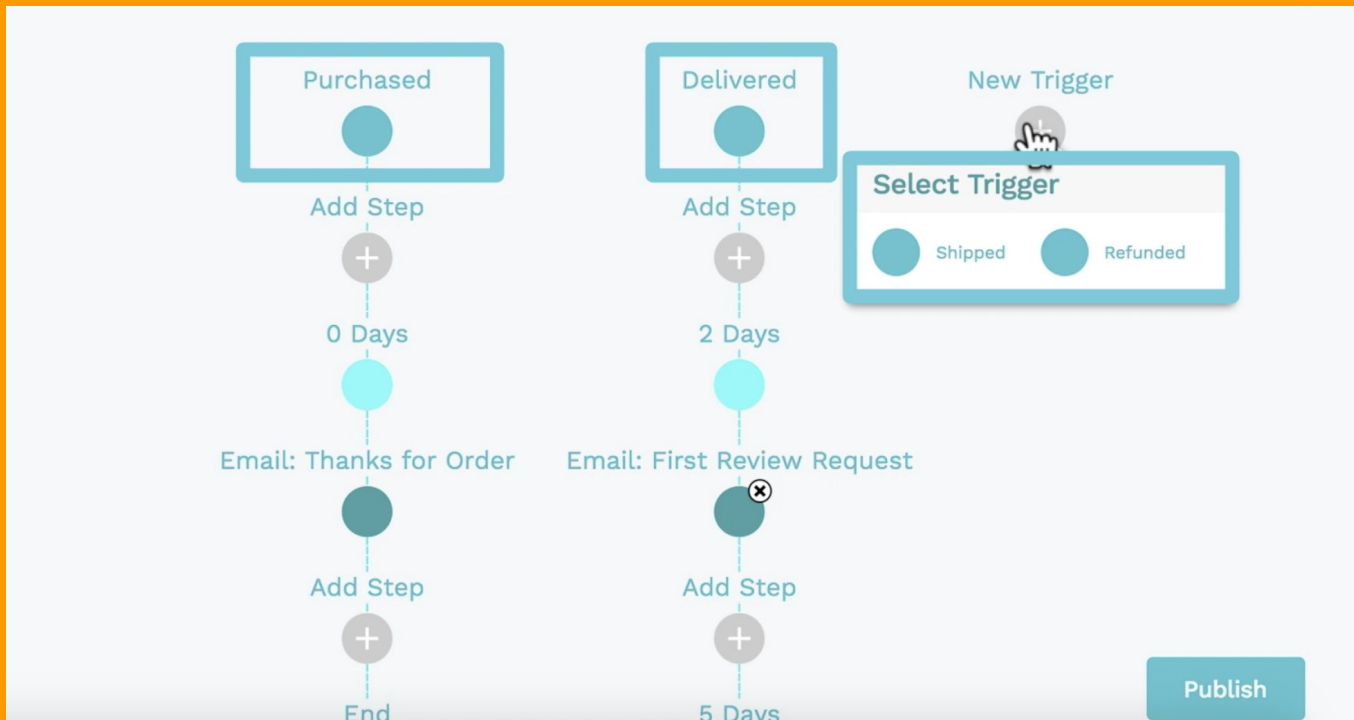 Purchased
Delivered
New Trigger
Select Trigger
Shipped
Refunded
Add Step
Add Step
0 Days
2 Days
Email: Thanks for Order
Email: First Review Request
Add Step
Add Step
End
5 Days
Publish